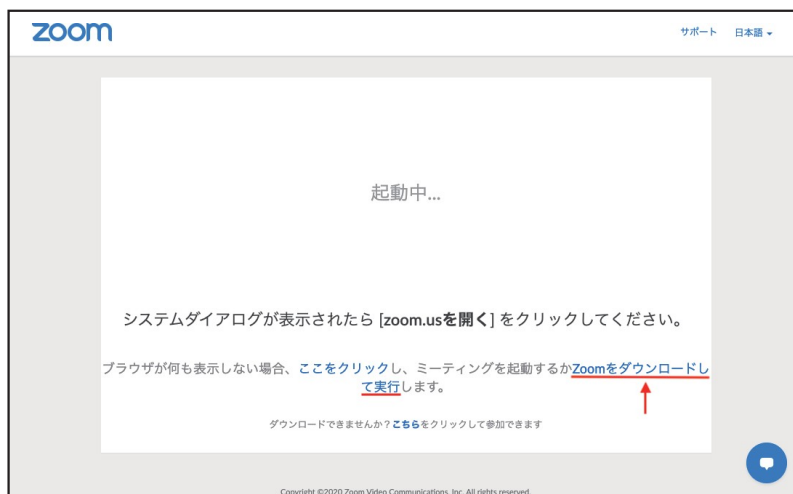 zoom
サポート 日本語
起動中...
システムダイアログが表示されたら [zoom.usを開く] をクリックしてください。
ブラウザが何も表示しない場合、ここをクリックし、ミーティングを起動するかZoomをダウンロードし
て実行します。
ダウンロードできませんか？こちらをクリックして参加できます
Copyright ©2020 Zoom Video Communications, Inc. All rights reserved.